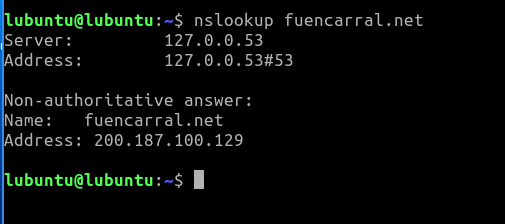 lubuntu@lubuntu:~$ nslookup fuencarral.net
Server:         127.0.0.53
Address:        127.0.0.53#53
Non-authoritative answer:
Name:   fuencarral.net
Address: 200.187.100.129
lubuntu@lubuntu:~$